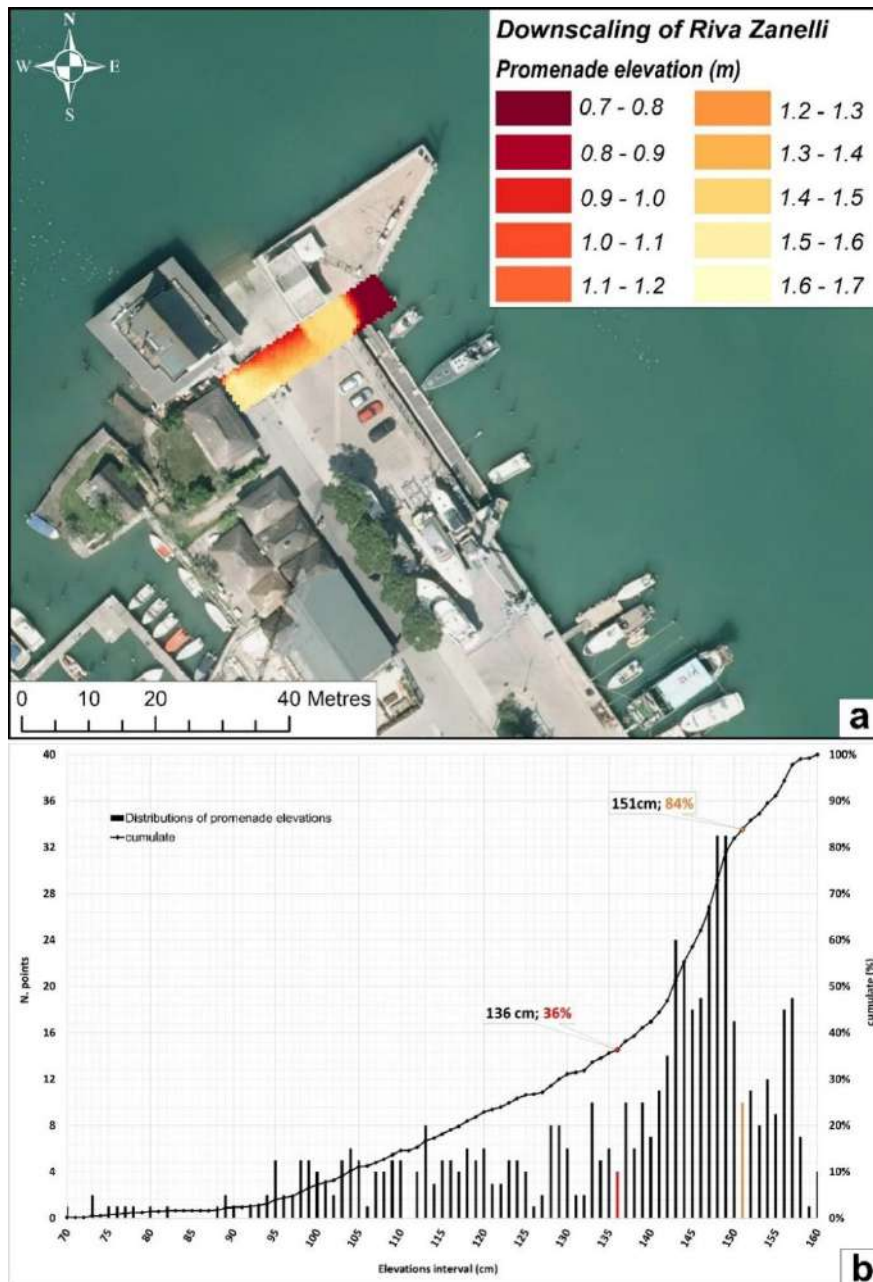 Downscaling of Riva Zanelli
Promenade elevation (m)
0.7 - 0.8
0.8 - 0.9
0.9 - 1.0
1.0 - 1.1
1.1 - 1.2
1.2 - 1.3
1.3 - 1.4
1.4 - 1.5
1.5 - 1.6
1.6 - 1.7
N
W E
S
0 10 20 40 Metres
a
40
36
32
28
24
20
16
12
8
4
0
N. points
Distributions of promenade elevations
cumulate
151cm; 84%
136 cm; 36%
100%
90%
80%
70%
60%
50%
40%
30%
20%
10%
0%
cumulate (%)
70 75 80 85 90 95 100 105 110 115 120 125 130 135 140 145 150 155 160
Elevations interval (cm)
b